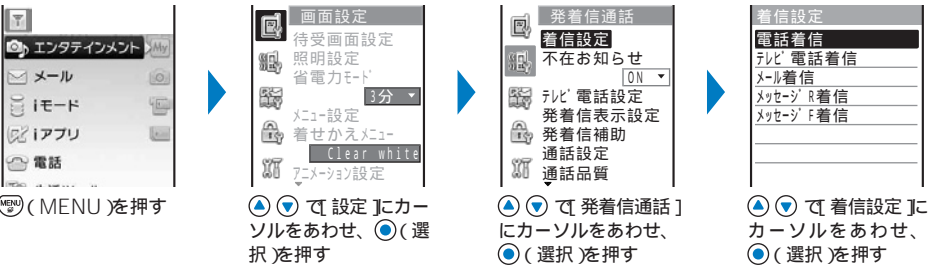 エンタテインメント
My
メール
iモード
iアプリ
電話
MENU
(MENU)を押す
画面設定
待受画面設定
照明設定
省電力モード
3分
メニュー設定
着せかえメニュー
Clear white
アニメーション設定
で[設定]にカー
ソルをあわせ、(選
択)を押す
発着信通話
着信設定
不在お知らせ
ON
テレビ電話設定
発着信表示設定
発着信補助
通話設定
通話品質
で[発着信通話]
にカーソルをあわせ、
(選択)を押す
着信設定
電話着信
テレビ電話着信
メール着信
メッセージR着信
メッセージF着信
で[着信設定]に
カーソルをあわせ、
(選択)を押す